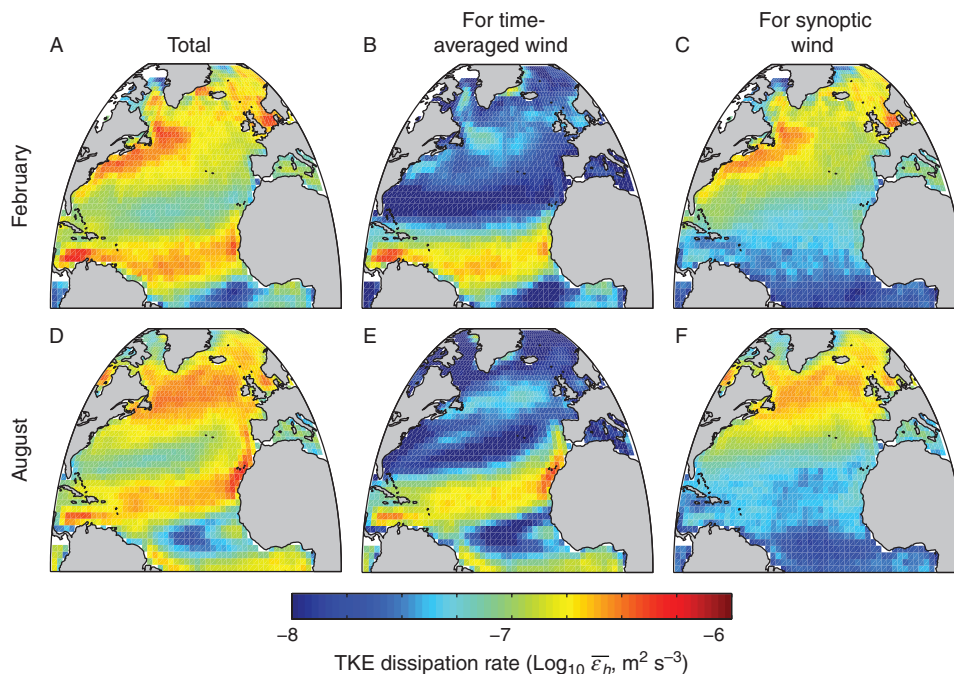 A
Total
B
For time-
averaged wind
C
For synoptic
wind
February
D
E
F
August
−8
−7
−6
TKE dissipation rate (Log₁₀ ε̅ₕ, m² s⁻³)